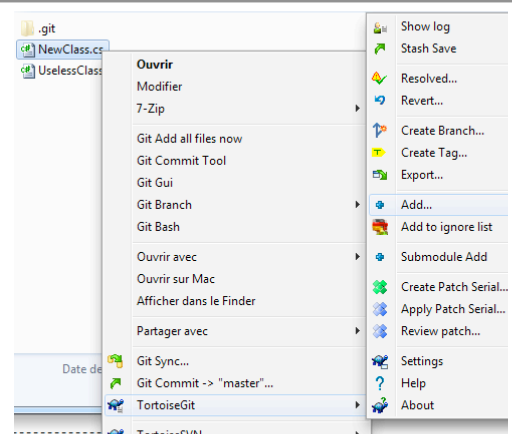 .git
NewClass.cs
UselessClass
Ouvrir
Modifier
7-Zip
Git Add all files now
Git Commit Tool
Git Gui
Git Branch
Git Bash
Ouvrir avec
Ouvrir sur Mac
Afficher dans le Finder
Partager avec
Git Sync...
Git Commit -> "master"...
TortoiseGit
TortoiseSVN
Date de
Show log
Stash Save
Resolved...
Revert...
Create Branch...
Create Tag...
Export...
Add...
Add to ignore list
Submodule Add
Create Patch Serial...
Apply Patch Serial...
Review patch...
Settings
Help
About